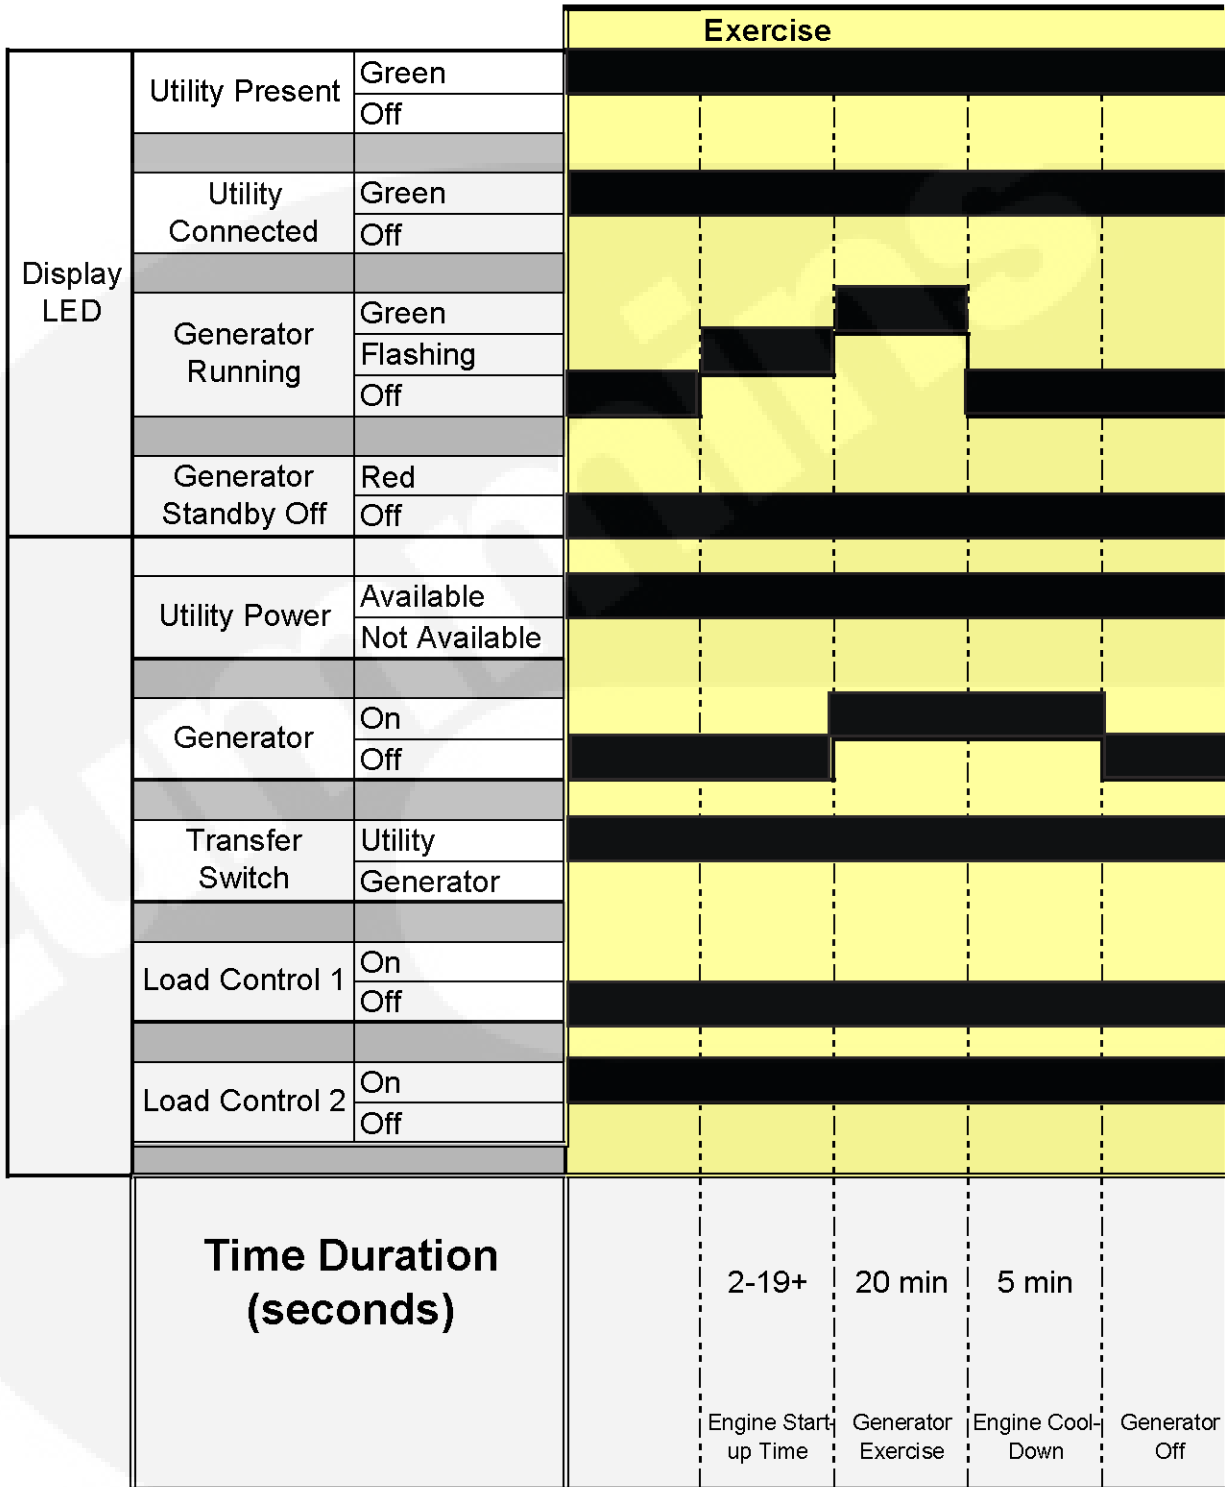 Exercise
Display
LED
Utility Present
Green
Off
Utility
Connected
Green
Off
Generator
Running
Green
Flashing
Off
Generator
Standby Off
Red
Off
Utility Power
Available
Not Available
Generator
On
Off
Transfer
Switch
Utility
Generator
Load Control 1
On
Off
Load Control 2
On
Off
Time Duration
(seconds)
2-19+
20 min
5 min
Engine Start-
up Time
Generator
Exercise
Engine Cool-
Down
Generator
Off